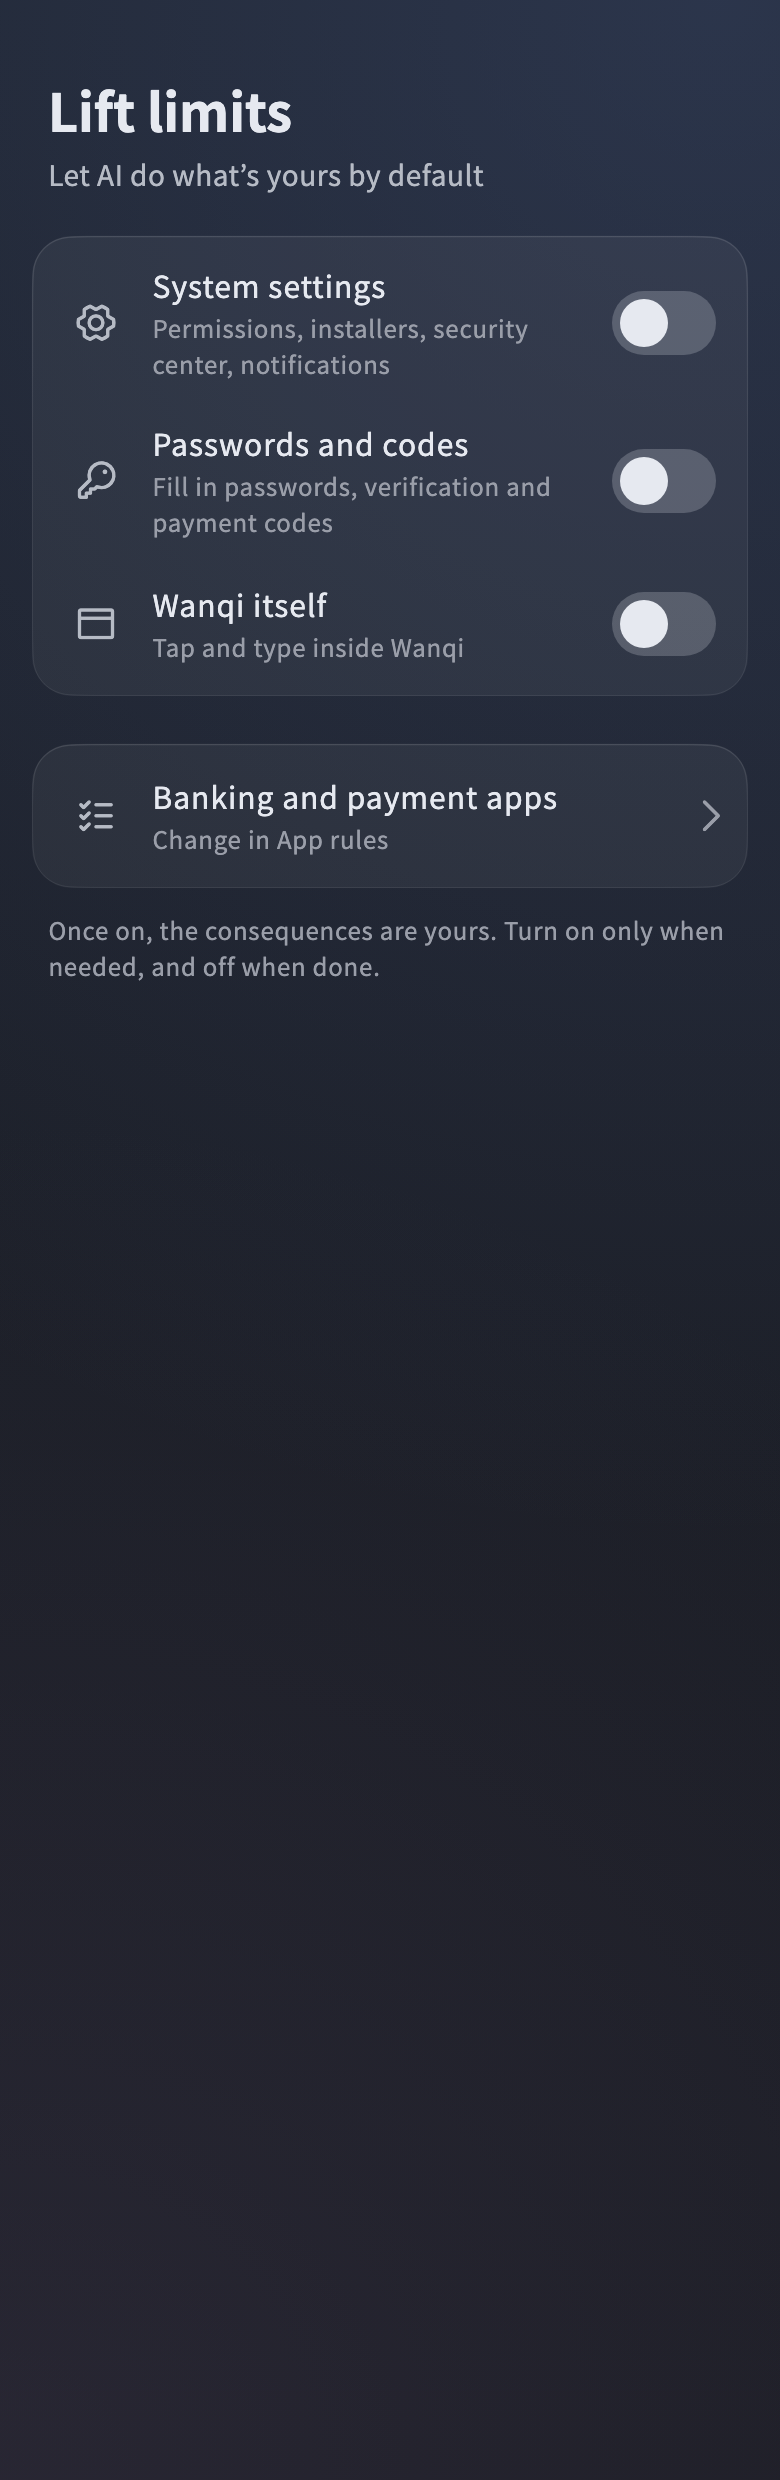 Lift limits
Let AI do what’s yours by default
System settings
Permissions, installers, security
center, notifications
Passwords and codes
Fill in passwords, verification and
payment codes
Wanqi itself
Tap and type inside Wanqi
Banking and payment apps
Change in App rules
Once on, the consequences are yours. Turn on only when
needed, and off when done.